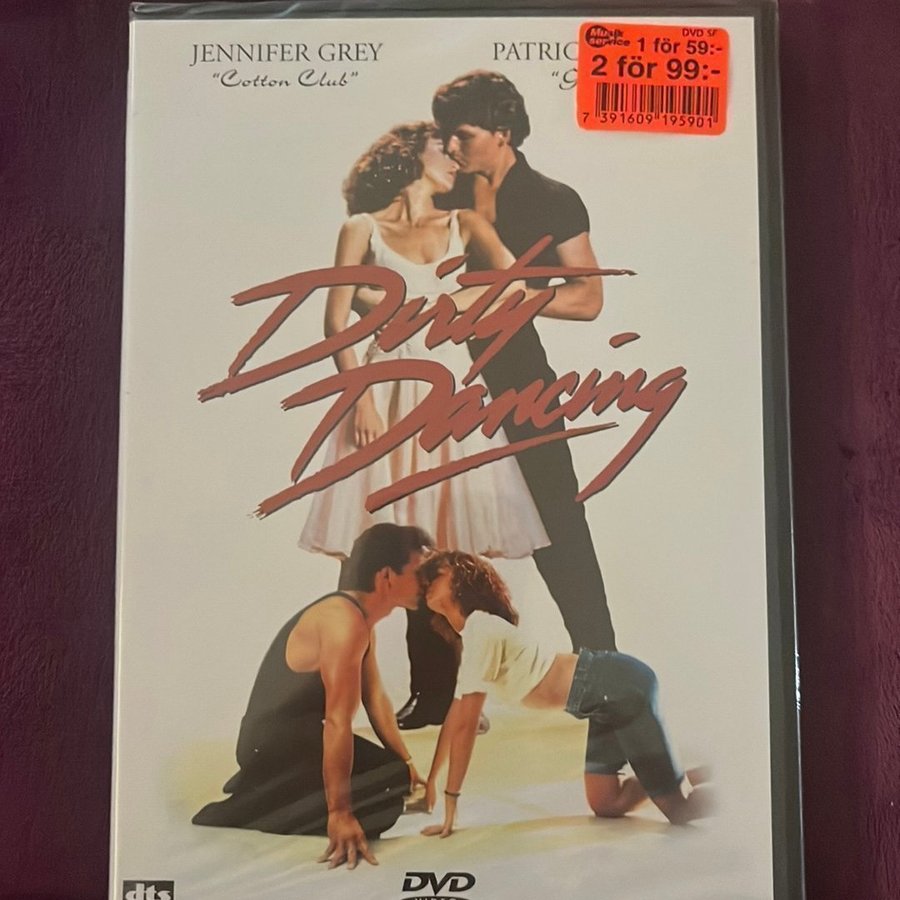 JENNIFER GREY
"Cotton Club"
PATRIC
"G
Musik
service
DVD SF
1 för 59:-
2 för 99:-
7 391609 195901
Dirty
Dancing
dts
DVD
VIDEO